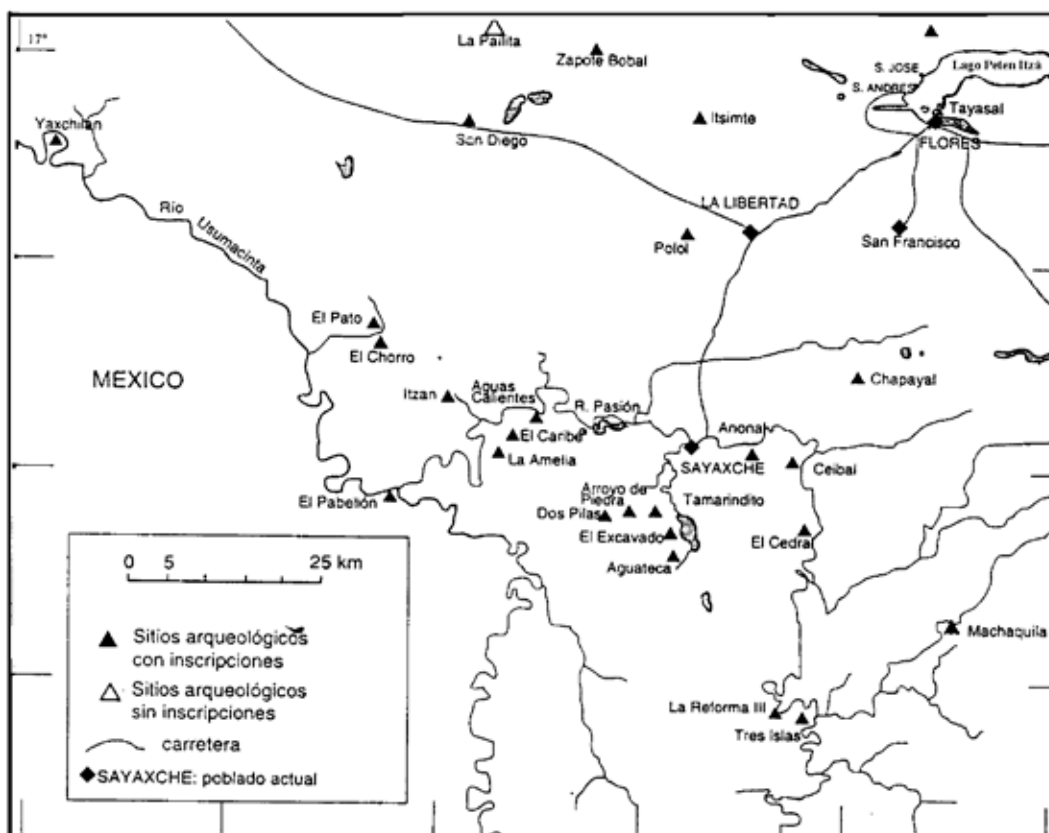 17°
La Pailita
Zapote Bobal
S. JOSE
Lago Peten Itzá
S. ANDRES
Tayasal
Yaxchilan
San Diego
Itsimte
FLORES
Río
Usumacinta
LA LIBERTAD
Polol
San Francisco
El Pato
El Chorro
MEXICO
Itzan
Aguas
Calientes
R. Pasión
Chapayal
El Caribe
La Amelia
Anonal
SAYAXCHE
Ceibal
El Pabellón
Arroyo de
Piedra
Tamarindito
Dos Pilas
El Excavado
El Cedral
Aguateca
Machaquila
La Reforma III
Tres Islas
0 5 25 km
Sitios arqueológicos
con inscripciones
Sitios arqueológicos
sin inscripciones
carretera
SAYAXCHE: poblado actual